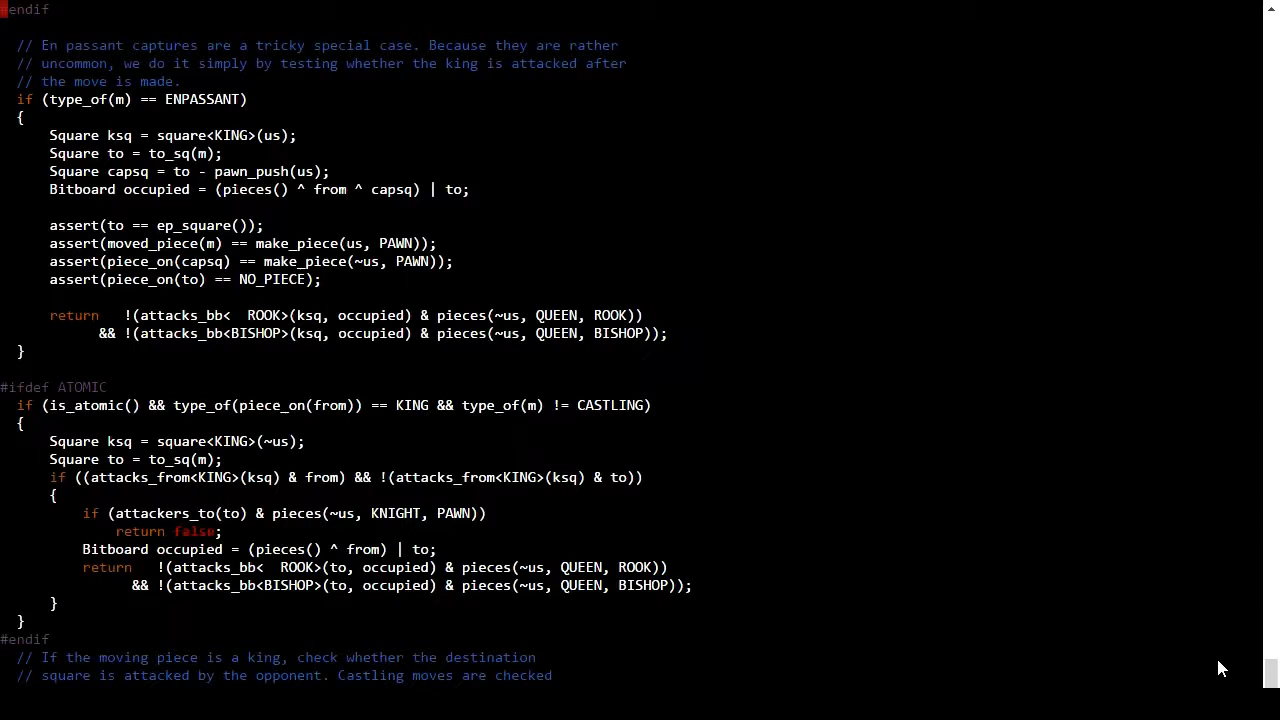 #endif
// En passant captures are a tricky special case. Because they are rather
// uncommon, we do it simply by testing whether the king is attacked after
// the move is made.
if (type_of(m) == ENPASSANT)
{
Square ksq = square<KING>(us);
Square to = to_sq(m);
Square capsq = to - pawn_push(us);
Bitboard occupied = (pieces() ^ from ^ capsq) | to;
assert(to == ep_square());
assert(moved_piece(m) == make_piece(us, PAWN));
assert(piece_on(capsq) == make_piece(~us, PAWN));
assert(piece_on(to) == NO_PIECE);
return   !(attacks_bb<  ROOK>(ksq, occupied) & pieces(~us, QUEEN, ROOK))
&& !(attacks_bb<BISHOP>(ksq, occupied) & pieces(~us, QUEEN, BISHOP));
}
#ifdef ATOMIC
if (is_atomic() && type_of(piece_on(from)) == KING && type_of(m) != CASTLING)
{
Square ksq = square<KING>(~us);
Square to = to_sq(m);
if ((attacks_from<KING>(ksq) & from) && !(attacks_from<KING>(ksq) & to))
{
if (attackers_to(to) & pieces(~us, KNIGHT, PAWN))
return false;
Bitboard occupied = (pieces() ^ from) | to;
return   !(attacks_bb<  ROOK>(to, occupied) & pieces(~us, QUEEN, ROOK))
&& !(attacks_bb<BISHOP>(to, occupied) & pieces(~us, QUEEN, BISHOP));
}
}
#endif
// If the moving piece is a king, check whether the destination
// square is attacked by the opponent. Castling moves are checked